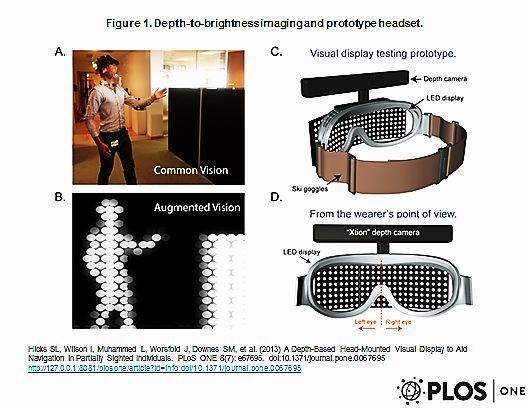 Figure 1. Depth-to-brightness imaging and prototype headset.
A.
Common Vision
B.
Augmented Vision
C.
Visual display testing prototype.
Depth camera
LED display
Ski goggles
D.
From the wearer's point of view.
"Xtion" depth camera
LED display
Left eye
Right eye
Hicks SL, Wilson I, Muhammed L, Worsfold J, Downes SM, et al. (2013) A Depth-Based Head-Mounted Visual Display to Aid
Navigation in Partially Sighted Individuals. PLoS ONE 8(7): e67695. doi:10.1371/journal.pone.0067695
http://127.0.0.1:8081/plosone/article?id=info:doi/10.1371/journal.pone.0067695
PLOS ONE